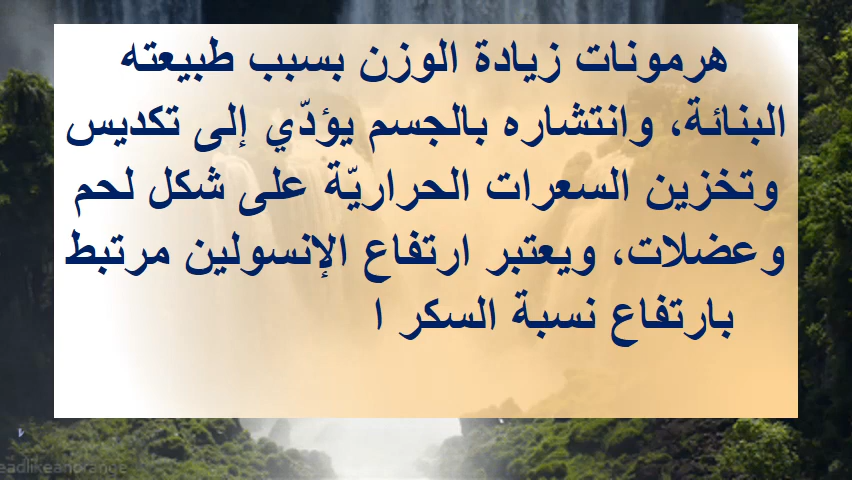 هرمونات زيادة الوزن بسبب طبيعته
البنائة، وانتشاره بالجسم يؤدّي إلى تكديس
وتخزين السعرات الحراريّة على شكل لحم
وعضلات، ويعتبر ارتفاع الإنسولين مرتبط
بارتفاع نسبة السكر ا
eadlikeanorange